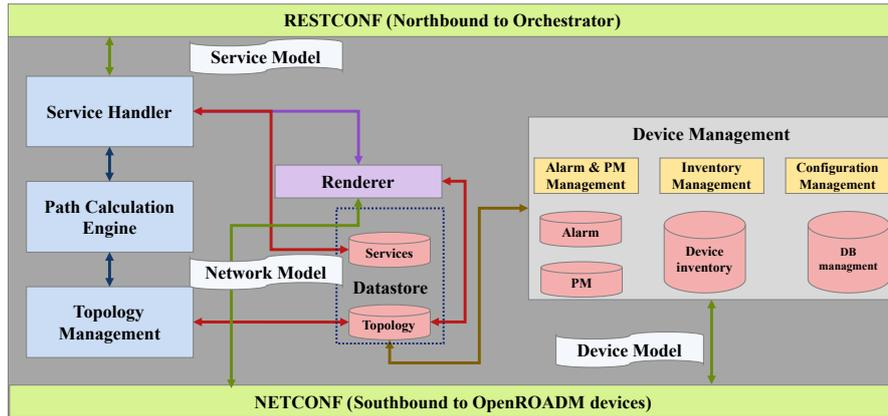 RESTCONF (Northbound to Orchestrator)
Service Model
Service Handler
Device Management
Alarm & PM
Management
Inventory
Management
Configuration
Management
Renderer
Path Calculation
Engine
Alarm
Services
Device
inventory
DB
managment
Network Model
PM
Datastore
Topology
Management
Topology
Device Model
NETCONF (Southbound to OpenROADM devices)